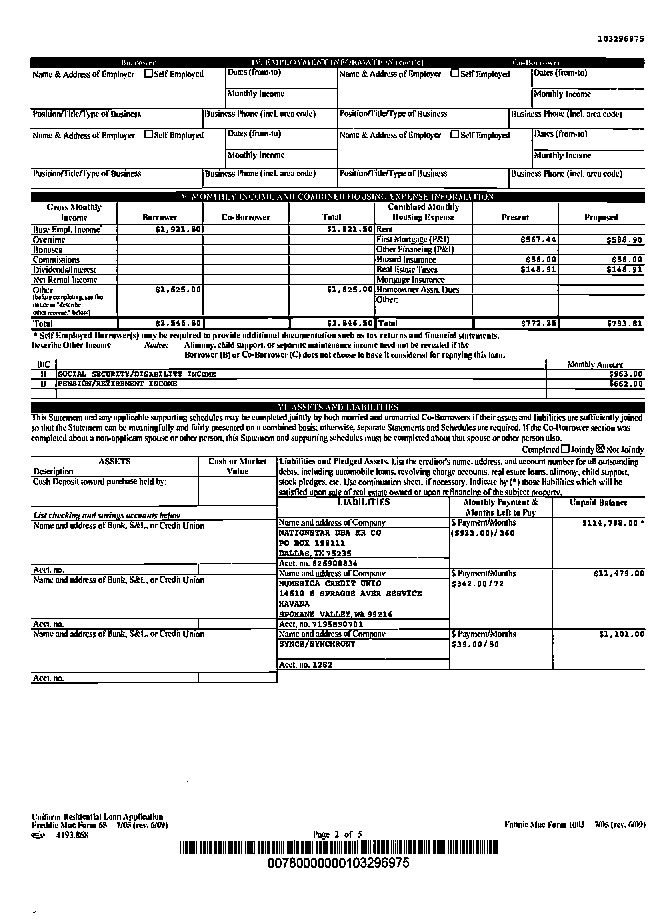 103296975
Borrower IV. EMPLOYMENT INFORMATION (cont'd) Co-Borrower
Name & Address of Employer ☐ Self Employed Dates (from-to) Name & Address of Employer ☐ Self Employed Dates (from-to)
Monthly Income Monthly Income
Position/Title/Type of Business Business Phone (incl. area code) Position/Title/Type of Business Business Phone (incl. area code)
Name & Address of Employer ☐ Self Employed Dates (from-to) Name & Address of Employer ☐ Self Employed Dates (from-to)
Monthly Income Monthly Income
Position/Title/Type of Business Business Phone (incl. area code) Position/Title/Type of Business Business Phone (incl. area code)
V. MONTHLY INCOME AND COMBINED HOUSING EXPENSE INFORMATION
Gross Monthly Income Borrower Co-Borrower Total Combined Monthly Housing Expense Present Proposed
Base Empl. Income* Rent
Overtime First Mortgage (P&I) $567.44 $588.90
Bonuses Other Financing (P&I)
Commissions Hazard Insurance $56.00 $56.00
Dividends/Interest Real Estate Taxes $148.91 $148.91
Net Rental Income Mortgage Insurance
Other $1,625.00 $1,625.00 Homeowner Assn. Dues
(before completing, see the notice in "describe other income," below) Other:
Total Total $772.35 $793.81
* Self Employed Borrower(s) may be required to provide additional documentation such as tax returns and financial statements.
Describe Other Income Notice: Alimony, child support, or separate maintenance income need not be revealed if the
Borrower (B) or Co-Borrower (C) does not choose to have it considered for repaying this loan.
B/C Monthly Amount
B SOCIAL SECURITY/DISABILITY INCOME $963.00
B PENSION/RETIREMENT INCOME $662.00
VI. ASSETS AND LIABILITIES
This Statement and any applicable supporting schedules may be completed jointly by both married and unmarried Co-Borrowers if their assets and liabilities are sufficiently joined
so that the Statement can be meaningfully and fairly presented on a combined basis; otherwise, separate Statements and Schedules are required. If the Co-Borrower section was
completed about a non-applicant spouse or other person, this Statement and supporting schedules must be completed about that spouse or other person also.
Completed ☐ Jointly ☒ Not Jointly
ASSETS Cash or Market Value
Description
Cash Deposit toward purchase held by:
Liabilities and Pledged Assets. List the creditor's name, address, and account number for all outstanding
debts, including automobile loans, revolving charge accounts, real estate loans, alimony, child support,
stock pledges, etc. Use continuation sheet, if necessary. Indicate by (*) those liabilities which will be
satisfied upon sale of real estate owned or upon refinancing of the subject property.
LIABILITIES Monthly Payment & Months Left to Pay Unpaid Balance
List checking and savings accounts below
Name and address of Bank, S&L, or Credit Union Name and address of Company $ Payment/Months $114,798.00 *
NATIONSTAR DBA MR CO ($923.00)/360
PO BOX 199111
DALLAS, TX 75235
Acct. no. Acct. no. 626908834
Name and address of Bank, S&L, or Credit Union Name and address of Company $ Payment/Months $11,479.00
NUMERICA CREDIT UNIO $342.00/72
14610 E SPRAGUE AVER SERVICE
NAVADA
SPOKANE VALLEY, WA 99216
Acct. no. Acct. no. 7195890701
Name and address of Bank, S&L, or Credit Union Name and address of Company $ Payment/Months $1,101.00
SYNCB/SYNCHRONY $39.00/50
Acct. no. 1262
Acct. no.
Uniform Residential Loan Application
Freddie Mac Form 65 7/05 (rev. 6/09) Fannie Mae Form 1003 7/05 (rev. 6/09)
4193.868 Page 2 of 5
00780000000103296975